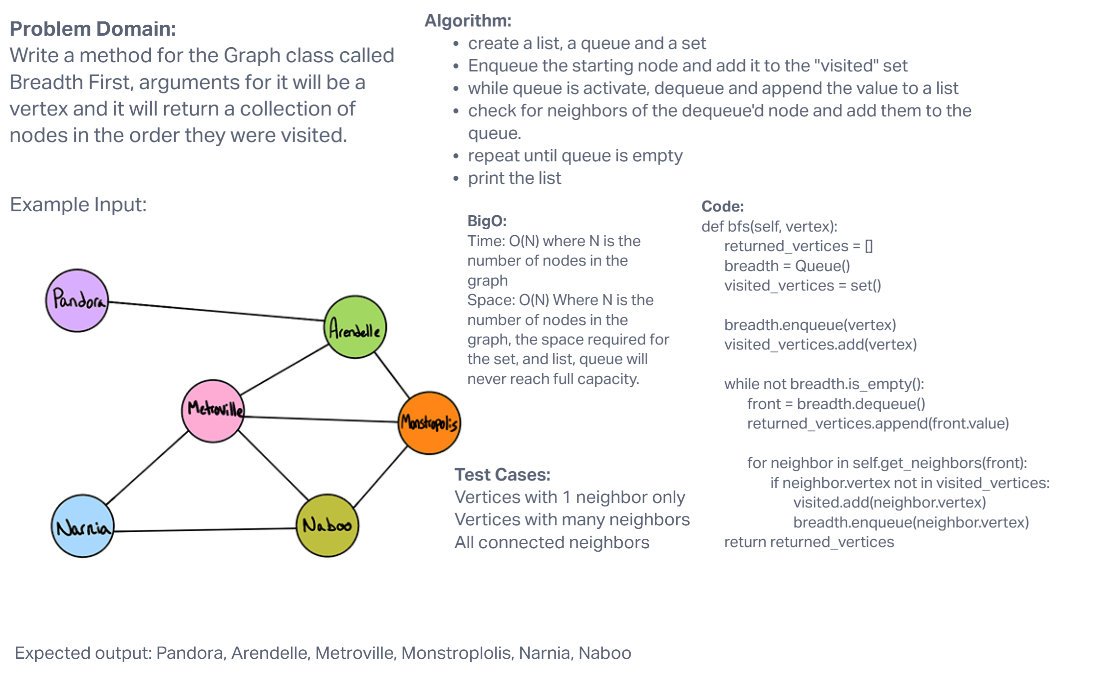 Problem Domain:
Write a method for the Graph class called
Breadth First, arguments for it will be a
vertex and it will return a collection of
nodes in the order they were visited.
Algorithm:
• create a list, a queue and a set
• Enqueue the starting node and add it to the "visited" set
• while queue is activate, dequeue and append the value to a list
• check for neighbors of the dequeue'd node and add them to the
queue.
• repeat until queue is empty
• print the list
Example Input:
Pandora
Arendelle
Metroville
Monstropolis
Narnia
Naboo
BigO:
Time: O(N) where N is the
number of nodes in the
graph
Space: O(N) Where N is the
number of nodes in the
graph, the space required for
the set, and list, queue will
never reach full capacity.
Test Cases:
Vertices with 1 neighbor only
Vertices with many neighbors
All connected neighbors
Code:
def bfs(self, vertex):
returned_vertices = []
breadth = Queue()
visited_vertices = set()
breadth.enqueue(vertex)
visited_vertices.add(vertex)
while not breadth.is_empty():
front = breadth.dequeue()
returned_vertices.append(front.value)
for neighbor in self.get_neighbors(front):
if neighbor.vertex not in visited_vertices:
visited.add(neighbor.vertex)
breadth.enqueue(neighbor.vertex)
return returned_vertices
Expected output: Pandora, Arendelle, Metroville, Monstroplolis, Narnia, Naboo